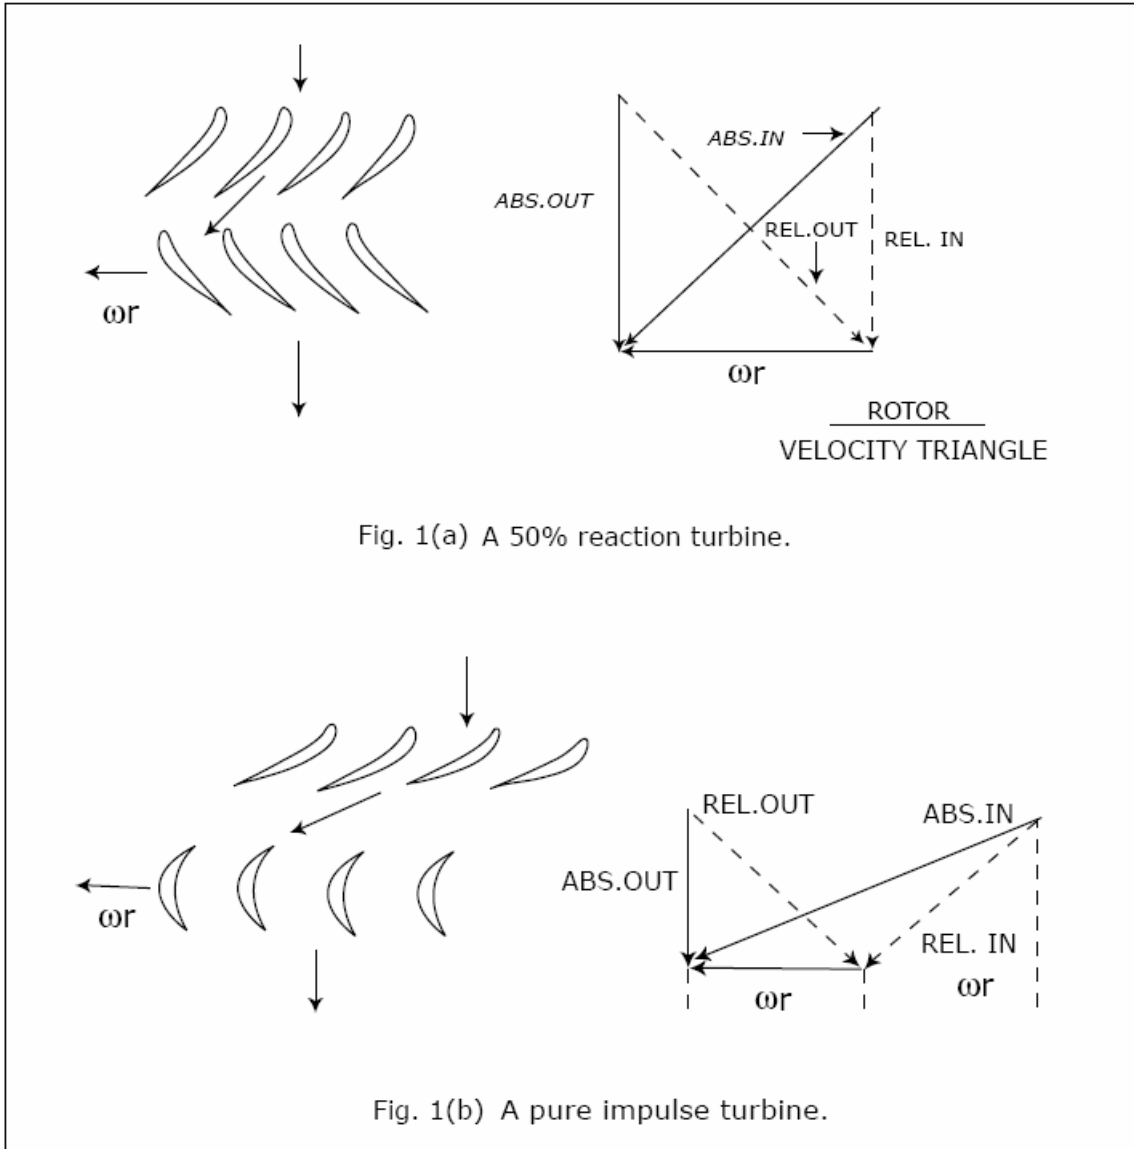 ABS.IN
ABS.OUT
REL.OUT
REL. IN
ωr
ωr
ROTOR
VELOCITY TRIANGLE
Fig. 1(a) A 50% reaction turbine.
REL.OUT
ABS.IN
ABS.OUT
ωr
REL. IN
ωr
ωr
Fig. 1(b) A pure impulse turbine.